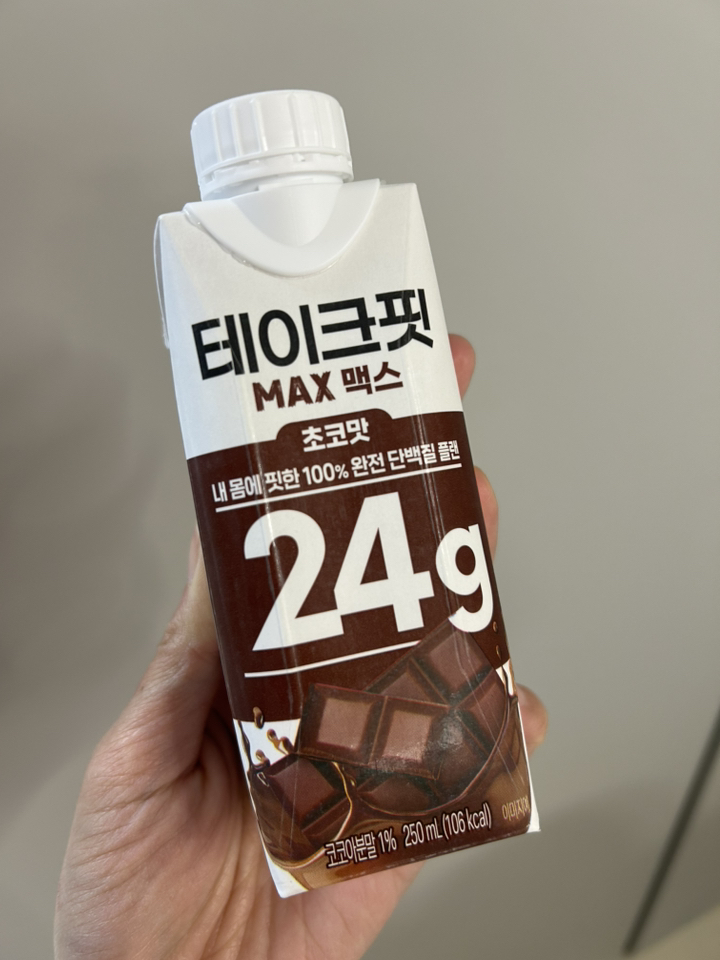 테이크핏
MAX 맥스
초코맛
내 몸에 핏한 100% 완전 단백질 플랜
24g
코코아분말 1% 250 mL (106 kcal)